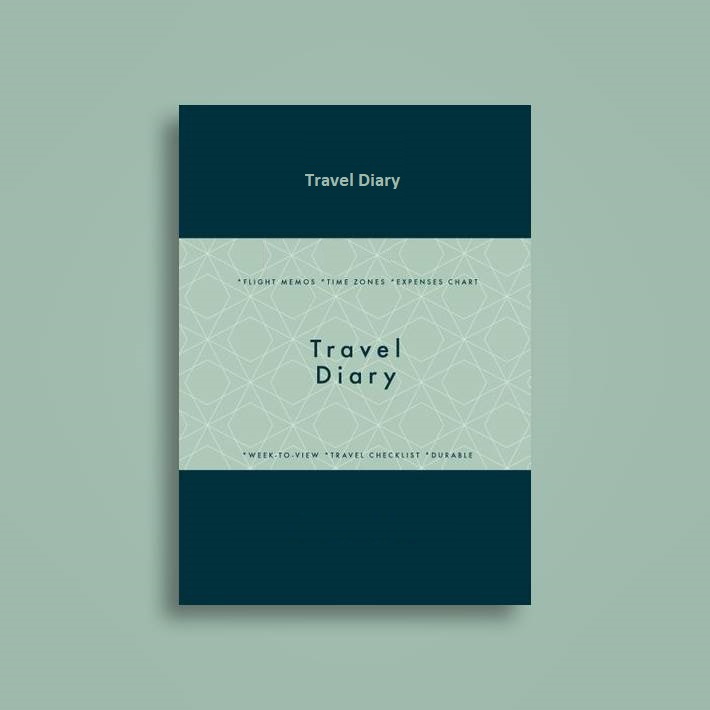 Travel Diary
*FLIGHT MEMOS *TIME ZONES *EXPENSES CHART
Travel
Diary
*WEEK-TO-VIEW *TRAVEL CHECKLIST *DURABLE